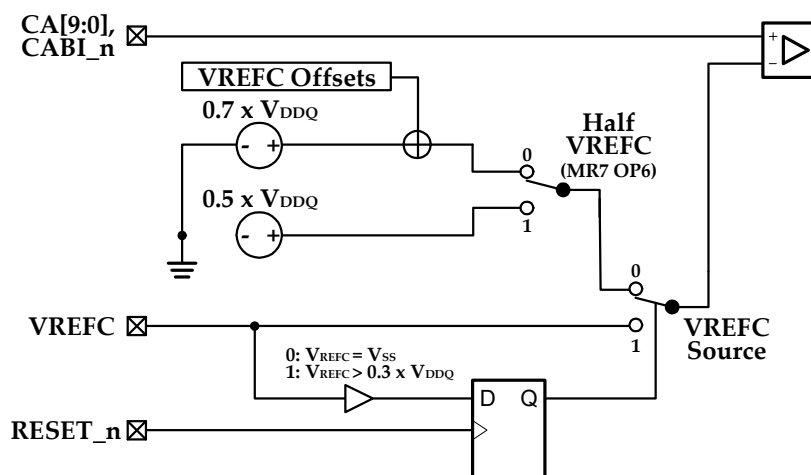 CA[9:0],
CABI_n
+
−
VREFC Offsets
0.7 x VDDQ
- +
Half
VREFC
(MR7 OP6)
0
1
0.5 x VDDQ
- +
0
1
VREFC
VREFC
Source
0: VREFC = VSS
1: VREFC > 0.3 x VDDQ
D Q
RESET_n